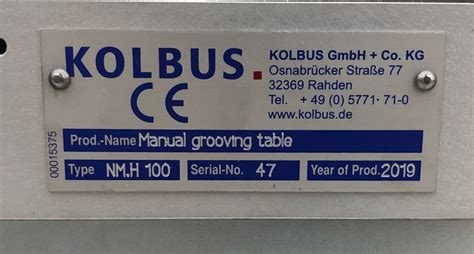 KOLBUS
KOLBUS GmbH + Co. KG
Osnabrücker Straße 77
32369 Rahden
Tel. + 49 (0) 5771- 71-0
www.kolbus.de
CE
00015375
Prod.-Name Manual grooving table
Type NM.H 100 Serial-No. 47 Year of Prod. 2019